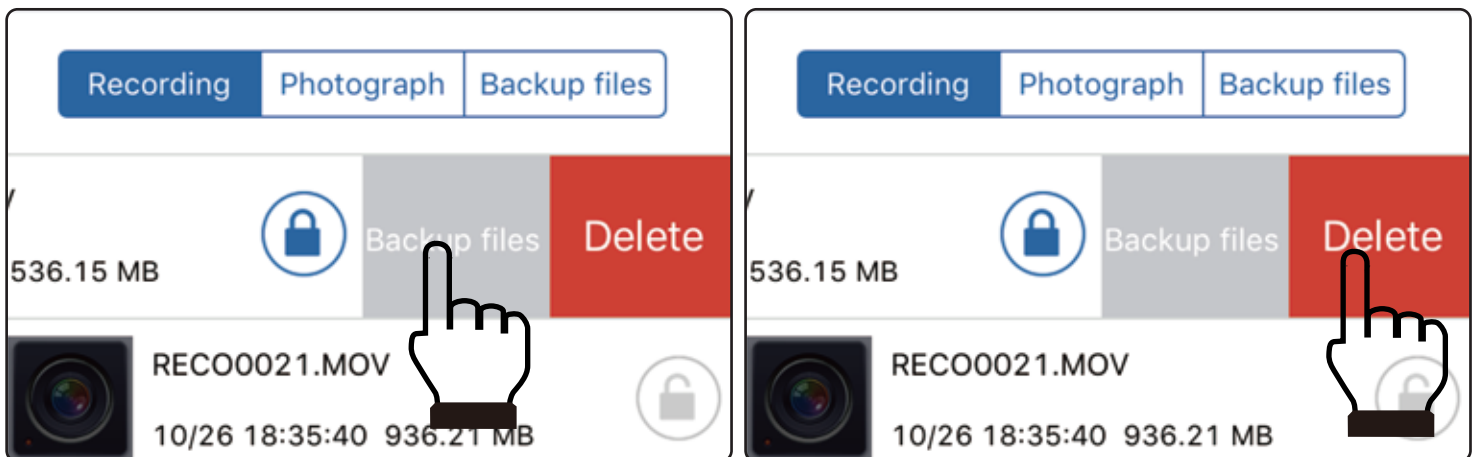 Recording Photograph Backup files
Backup files Delete
536.15 MB
RECO0021.MOV
10/26 18:35:40 936.21 MB
Recording Photograph Backup files
Backup files Delete
536.15 MB
RECO0021.MOV
10/26 18:35:40 936.21 MB